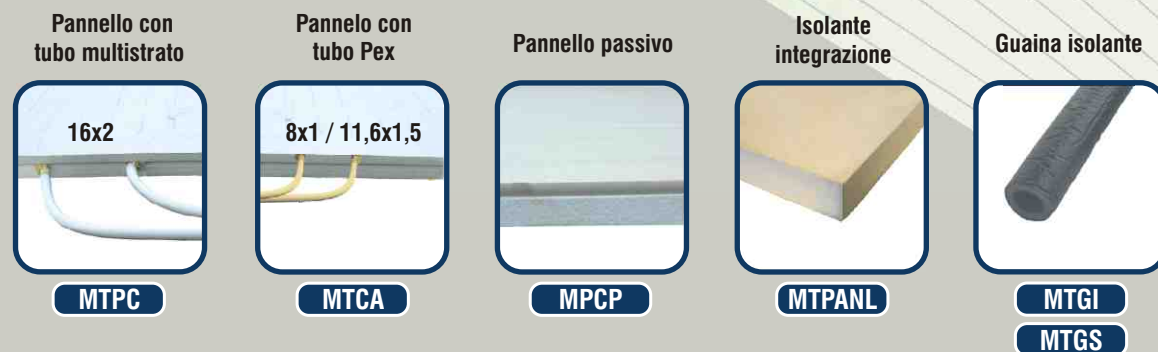 Pannello con
tubo multistrato
Pannelo con
tubo Pex
Pannello passivo
Isolante
integrazione
Guaina isolante
16x2
8x1 / 11,6x1,5
MTPC
MTCA
MPCP
MTPANL
MTGI
MTGS